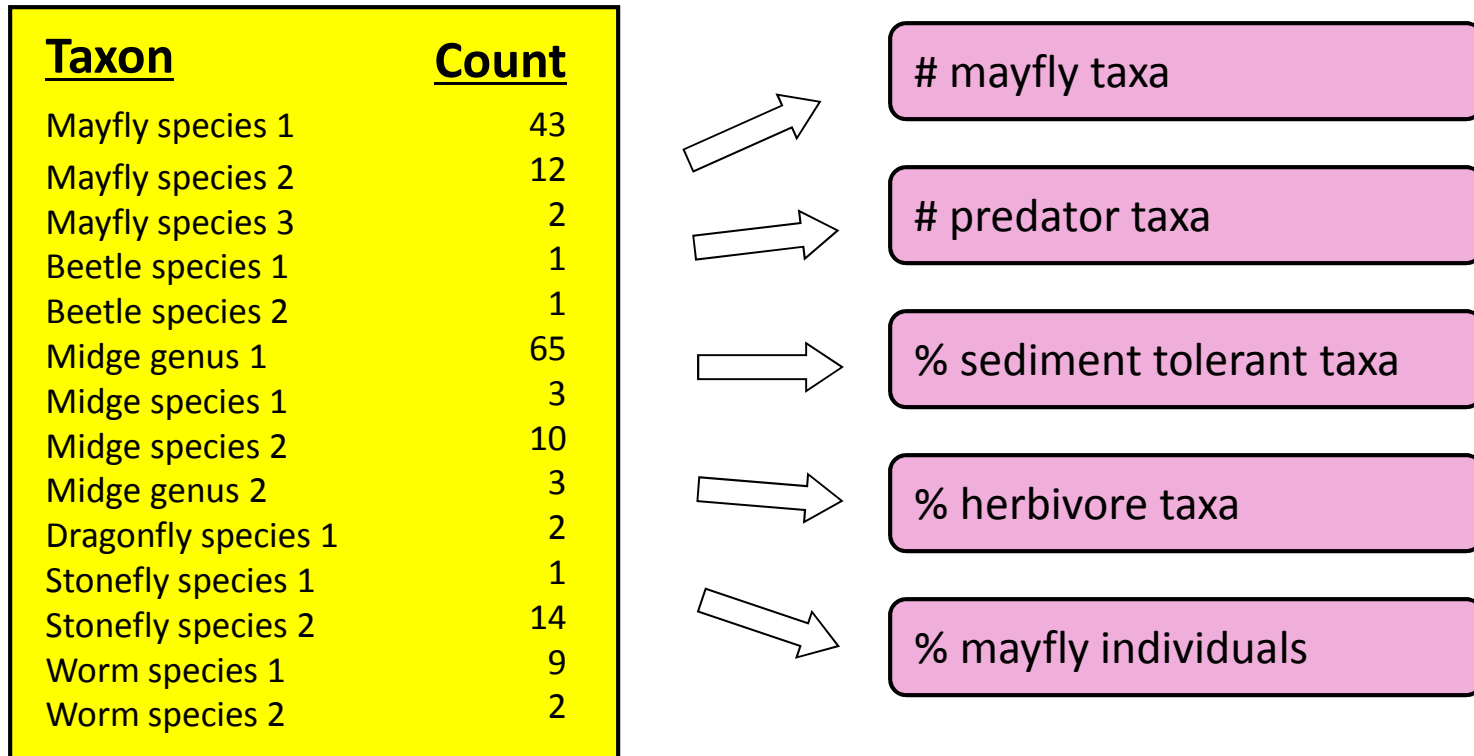 Taxon Count
Mayfly species 1 43
Mayfly species 2 12
Mayfly species 3 2
Beetle species 1 1
Beetle species 2 1
Midge genus 1 65
Midge species 1 3
Midge species 2 10
Midge genus 2 3
Dragonfly species 1 2
Stonefly species 1 1
Stonefly species 2 14
Worm species 1 9
Worm species 2 2
# mayfly taxa
# predator taxa
% sediment tolerant taxa
% herbivore taxa
% mayfly individuals